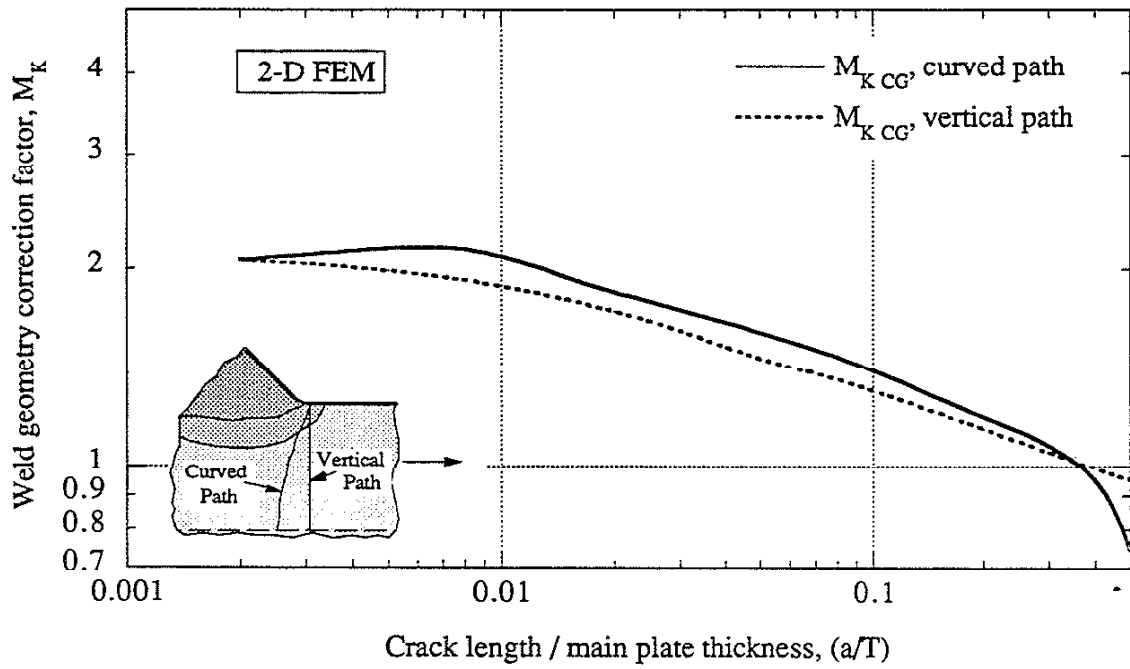 Weld geometry correction factor, M_K
4
3
2
1
0.9
0.8
0.7
2-D FEM
M_K CG, curved path
M_K CG, vertical path
Curved
Path
Vertical
Path
0.001
0.01
0.1
Crack length / main plate thickness, (a/T)